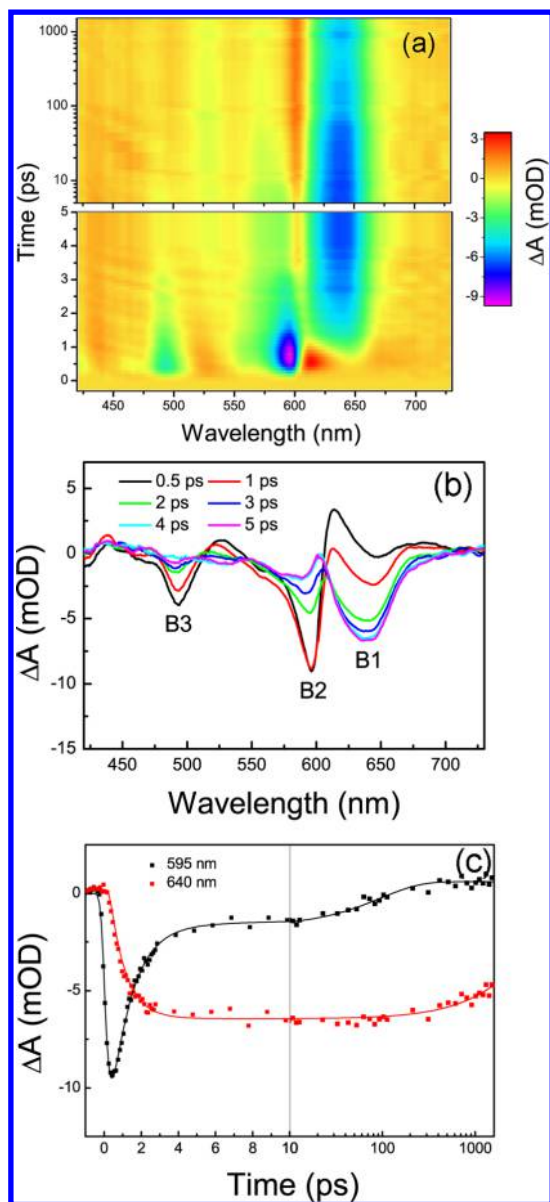 (a)
1000
100
10
Time (ps)
5
4
3
2
1
0
450 500 550 600 650 700
Wavelength (nm)
3
0
-3
-6
-9
ΔA (mOD)
(b)
0.5 ps 1 ps
2 ps 3 ps
4 ps 5 ps
5
0
-5
-10
-15
ΔA (mOD)
B3
B2
B1
450 500 550 600 650 700
Wavelength (nm)
(c)
595 nm
640 nm
0
-5
-10
ΔA (mOD)
0 2 4 6 8 10 100 1000
Time (ps)